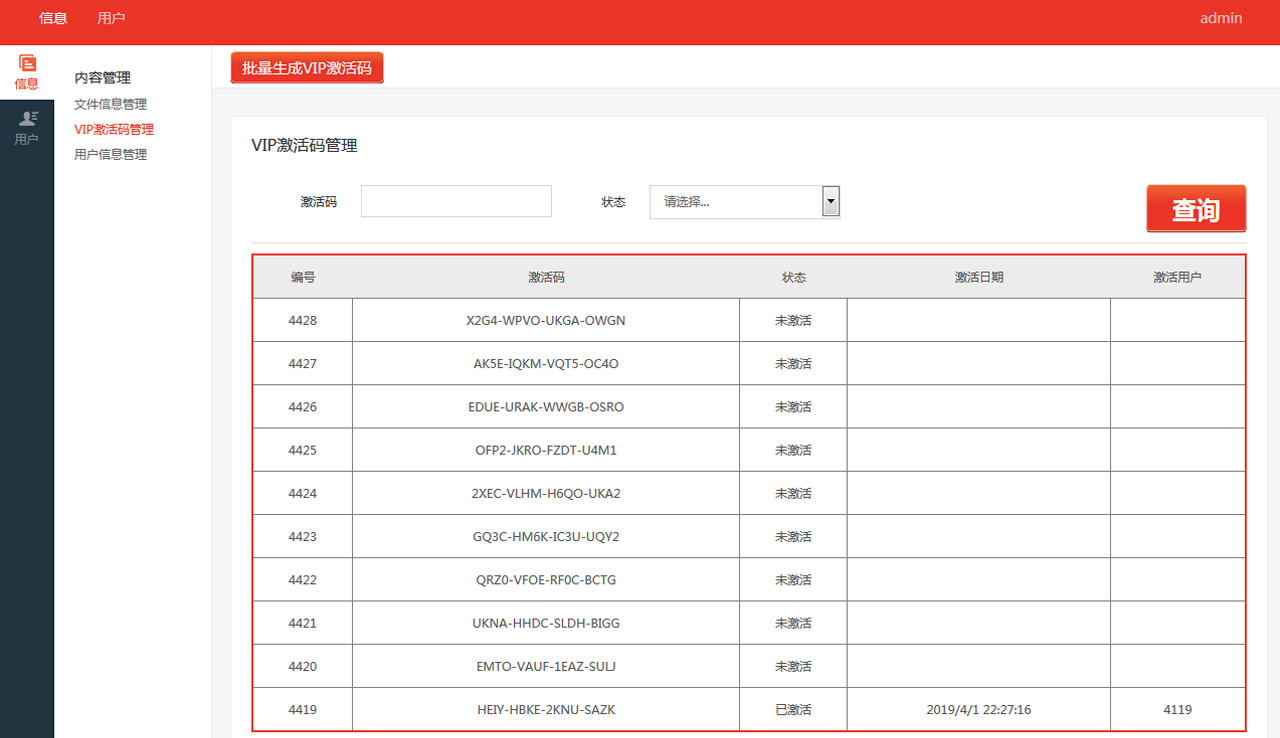 信息 用户 admin
信息
用户
内容管理
文件信息管理
VIP激活码管理
用户信息管理
批量生成VIP激活码
VIP激活码管理
激活码 状态 请选择... 查询
编号 激活码 状态 激活日期 激活用户
4428 X2G4-WPVO-UKGA-OWGN 未激活
4427 AK5E-IQKM-VQT5-OC4O 未激活
4426 EDUE-URAK-WWGB-OSRO 未激活
4425 OFP2-JKRO-FZDT-U4M1 未激活
4424 2XEC-VLHM-H6QO-UKA2 未激活
4423 GQ3C-HM6K-IC3U-UQY2 未激活
4422 QRZ0-VFOE-RF0C-BCTG 未激活
4421 UKNA-HHDC-SLDH-BIGG 未激活
4420 EMTO-VAUF-1EAZ-SULJ 未激活
4419 HEIY-HBKE-2KNU-SAZK 已激活 2019/4/1 22:27:16 4119